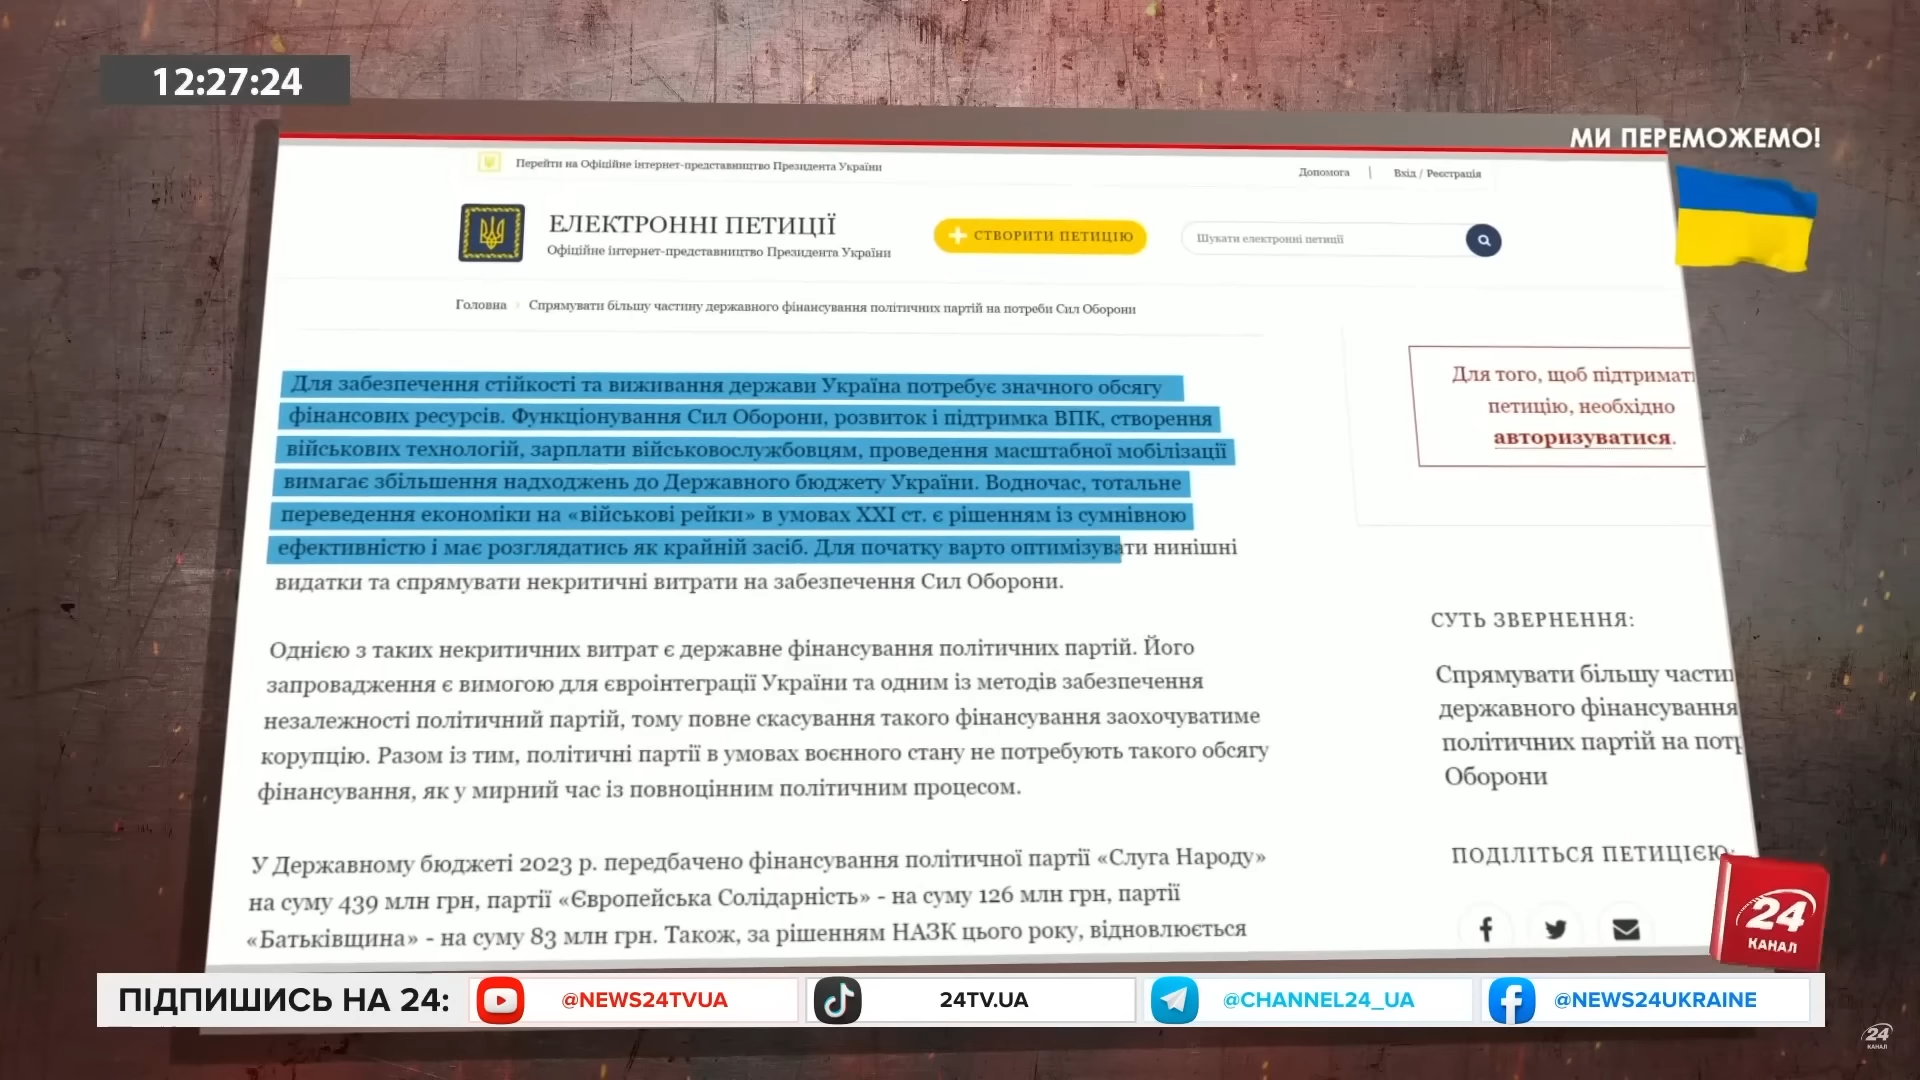 12:27:24
МИ ПЕРЕМОЖЕМО!
Перейти на Офіційне інтернет-представництво Президента України
Допомога | Вхід / Реєстрація
ЕЛЕКТРОННІ ПЕТИЦІЇ
Офіційне інтернет-представництво Президента України
СТВОРИТИ ПЕТИЦІЮ
Шукати електронні петиції
Головна › Спрямувати більшу частину державного фінансування політичних партій на потреби Сил Оборони
Для забезпечення стійкості та виживання держави Україна потребує значного обсягу
фінансових ресурсів. Функціонування Сил Оборони, розвиток і підтримка ВПК, створення
військових технологій, зарплати військовослужбовцям, проведення масштабної мобілізації
вимагає збільшення надходжень до Державного бюджету України. Водночас, тотальне
переведення економіки на «військові рейки» в умовах XXI ст. є рішенням із сумнівною
ефективністю і має розглядатись як крайній засіб. Для початку варто оптимізувати нинішні
видатки та спрямувати некритичні витрати на забезпечення Сил Оборони.
Однією з таких некритичних витрат є державне фінансування політичних партій. Його
запровадження є вимогою для євроінтеграції України та одним із методів забезпечення
незалежності політичний партій, тому повне скасування такого фінансування заохочуватиме
корупцію. Разом із тим, політичні партії в умовах воєнного стану не потребують такого обсягу
фінансування, як у мирний час із повноцінним політичним процесом.
У Державному бюджеті 2023 р. передбачено фінансування політичної партії «Слуга Народу»
на суму 439 млн грн, партії «Європейська Солідарність» - на суму 126 млн грн, партії
«Батьківщина» - на суму 83 млн грн. Також, за рішенням НАЗК цього року, відновлюється
Для того, щоб підтримат
петицію, необхідно
авторизуватися.
СУТЬ ЗВЕРНЕННЯ:
Спрямувати більшу части
державного фінансування
політичних партій на пот
Оборони
ПОДІЛІТЬСЯ ПЕТИЦІЄЮ:
24
КАНАЛ
ПІДПИШИСЬ НА 24: @NEWS24TVUA 24TV.UA @CHANNEL24_UA @NEWS24UKRAINE
24
КАНАЛ